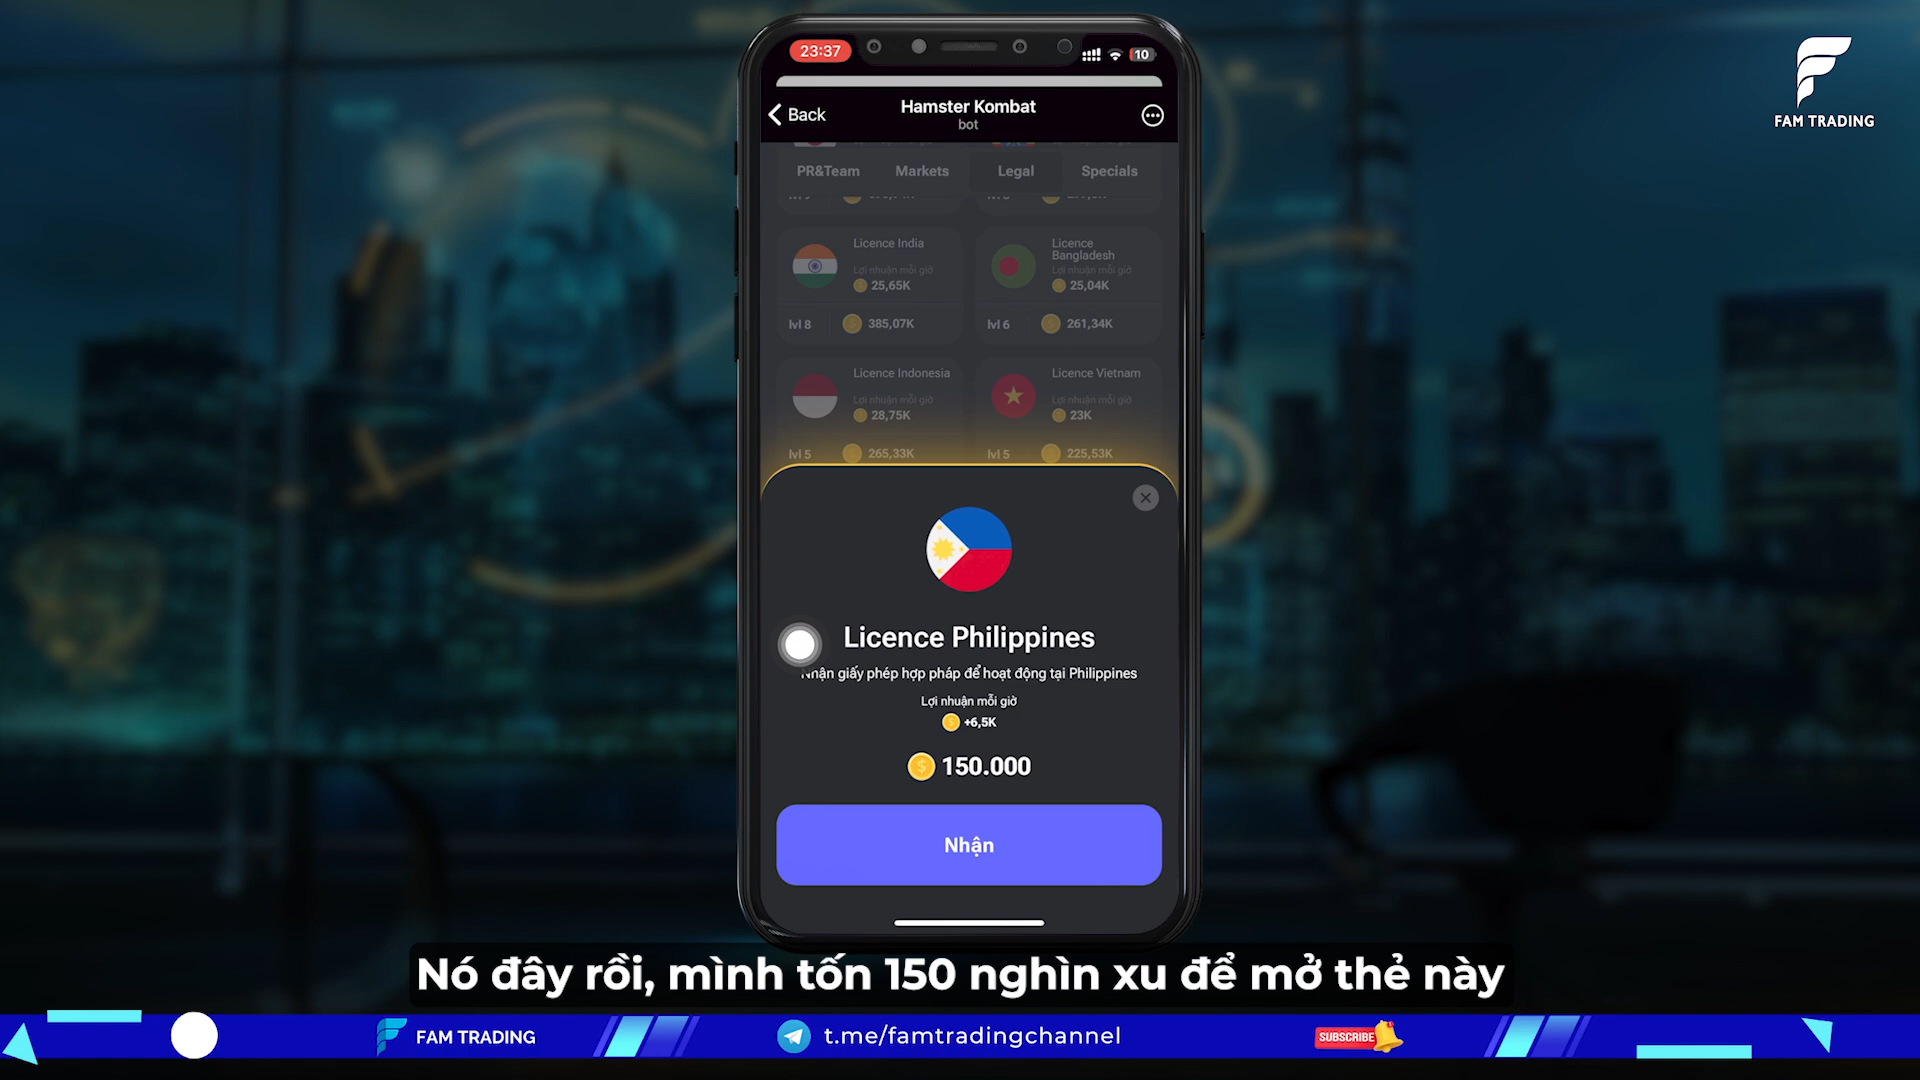 23:37
10
FAM TRADING
Back
Hamster Kombat
bot
PR&Team
Markets
Legal
Specials
Licence India
Lợi nhuận mỗi giờ
25,65K
lvl 8
385,07K
Licence
Bangladesh
Lợi nhuận mỗi giờ
25,04K
lvl 6
261,34K
Licence Indonesia
Lợi nhuận mỗi giờ
28,75K
lvl 5
265,33K
Licence Vietnam
Lợi nhuận mỗi giờ
23K
lvl 5
225,53K
Licence Philippines
Nhận giấy phép hợp pháp để hoạt động tại Philippines
Lợi nhuận mỗi giờ
+6,5K
150.000
Nhận
Nó đây rồi, mình tốn 150 nghìn xu để mở thẻ này
FAM TRADING
t.me/famtradingchannel
SUBSCRIBE